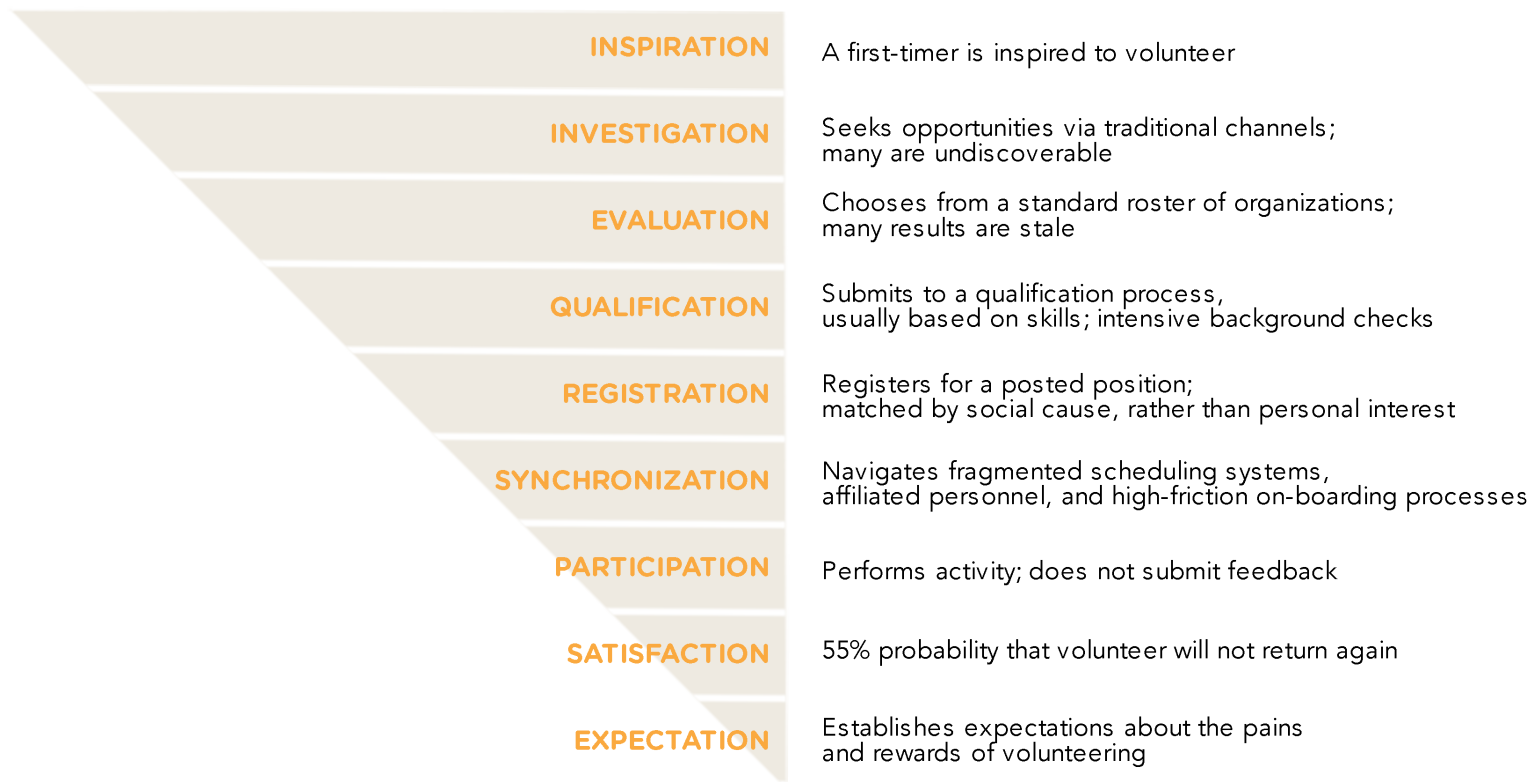 INSPIRATION
A first-timer is inspired to volunteer
INVESTIGATION
Seeks opportunities via traditional channels;
many are undiscoverable
EVALUATION
Chooses from a standard roster of organizations;
many results are stale
QUALIFICATION
Submits to a qualification process,
usually based on skills; intensive background checks
REGISTRATION
Registers for a posted position;
matched by social cause, rather than personal interest
SYNCHRONIZATION
Navigates fragmented scheduling systems,
affiliated personnel, and high-friction on-boarding processes
PARTICIPATION
Performs activity; does not submit feedback
SATISFACTION
55% probability that volunteer will not return again
EXPECTATION
Establishes expectations about the pains
and rewards of volunteering